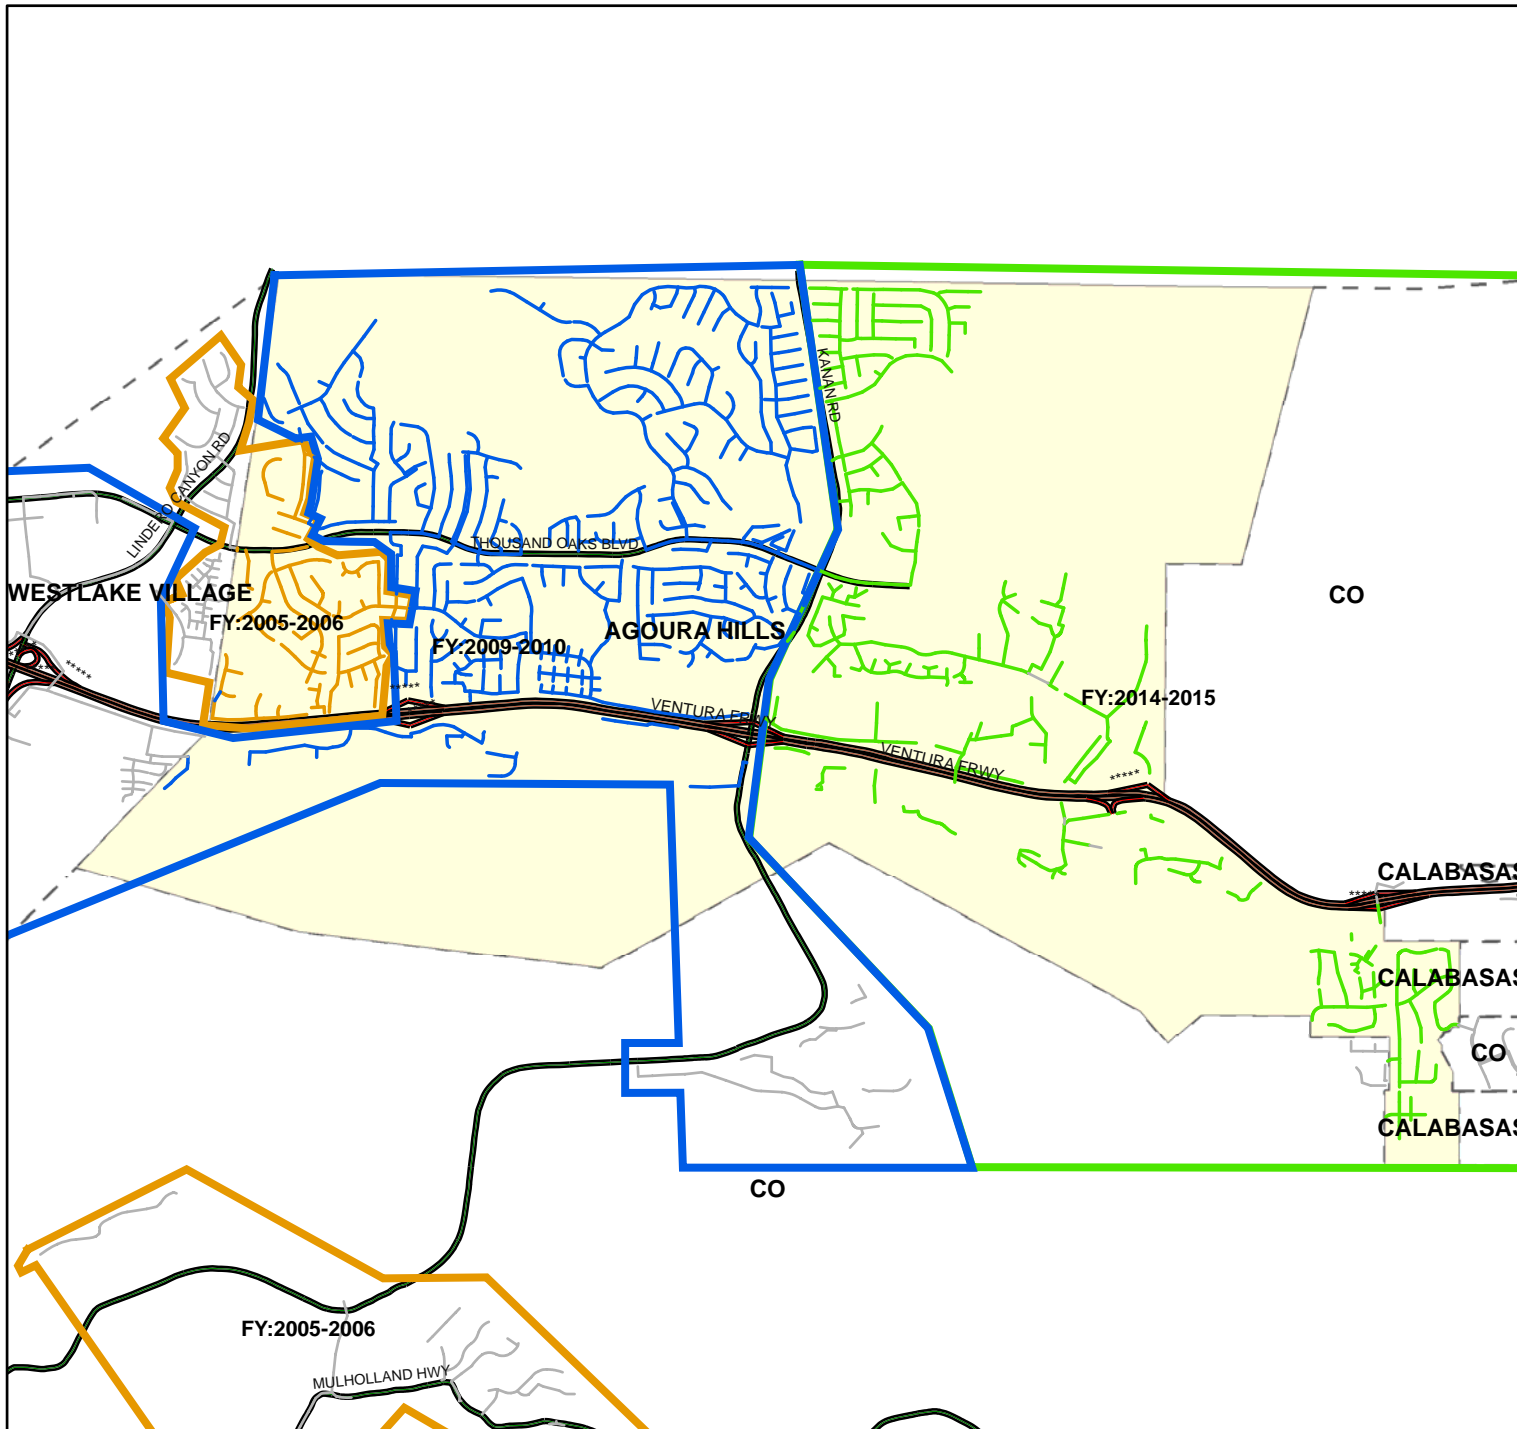 KANAN RD
LINDERO CANYON RD
THOUSAND OAKS BLVD
WESTLAKE VILLAGE
CO
FY:2005-2006
AGOURA HILLS
FY:2009-2010
*****
*****
FY:2014-2015
VENTURA FRWY
VENTURA FRWY
*****
CALABASAS
CALABASAS
CO
CALABASAS
CO
FY:2005-2006
MULHOLLAND HWY